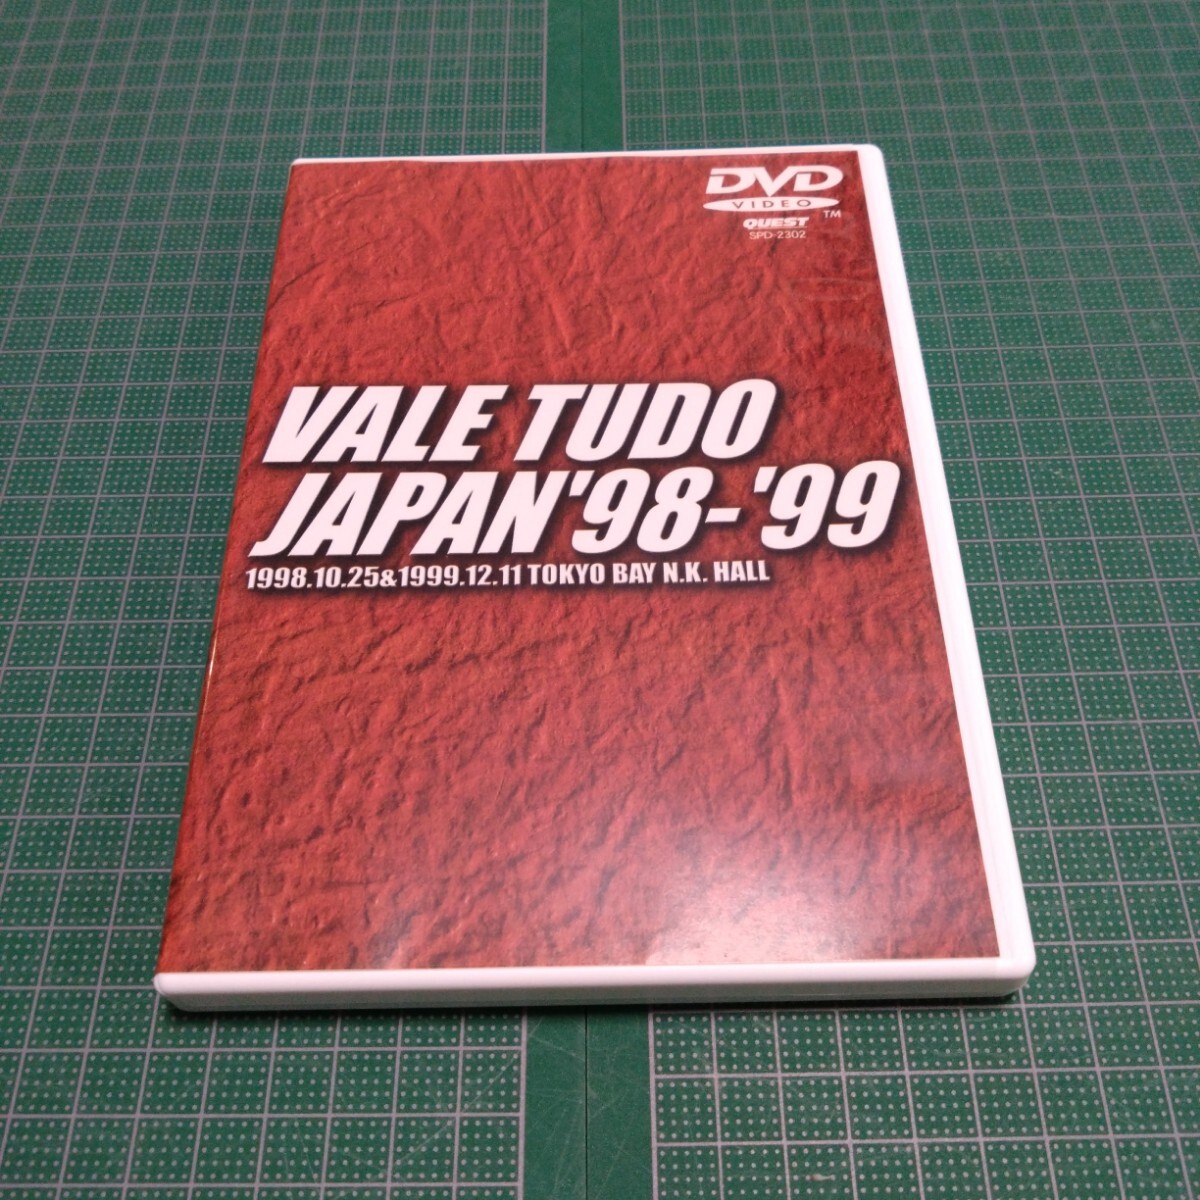 DVD
VIDEO
TM
QUEST
SPD-2302
VALE TUDO
JAPAN'98-'99
1998.10.25&1999.12.11 TOKYO BAY N.K. HALL